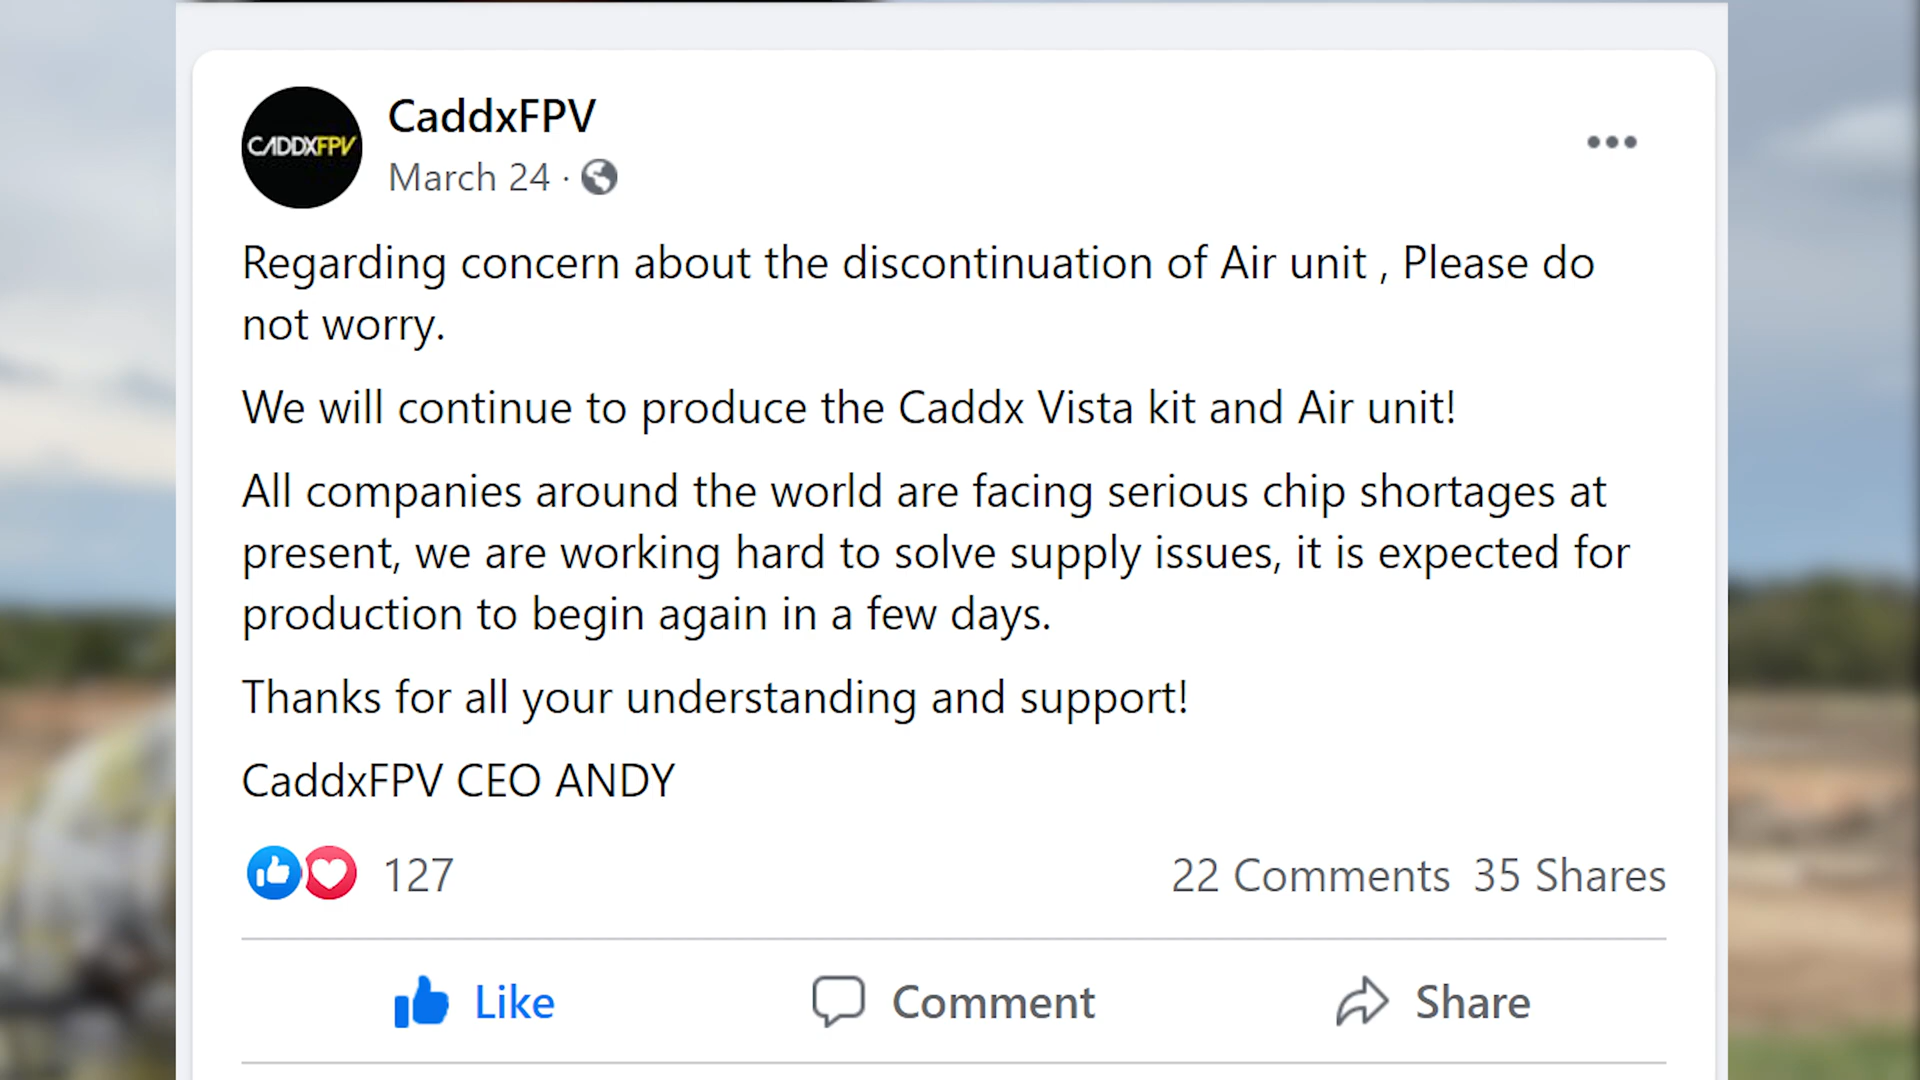 CADDXFPV
CaddxFPV
March 24 ·
Regarding concern about the discontinuation of Air unit , Please do
not worry.
We will continue to produce the Caddx Vista kit and Air unit!
All companies around the world are facing serious chip shortages at
present, we are working hard to solve supply issues, it is expected for
production to begin again in a few days.
Thanks for all your understanding and support!
CaddxFPV CEO ANDY
127
22 Comments 35 Shares
Like Comment Share